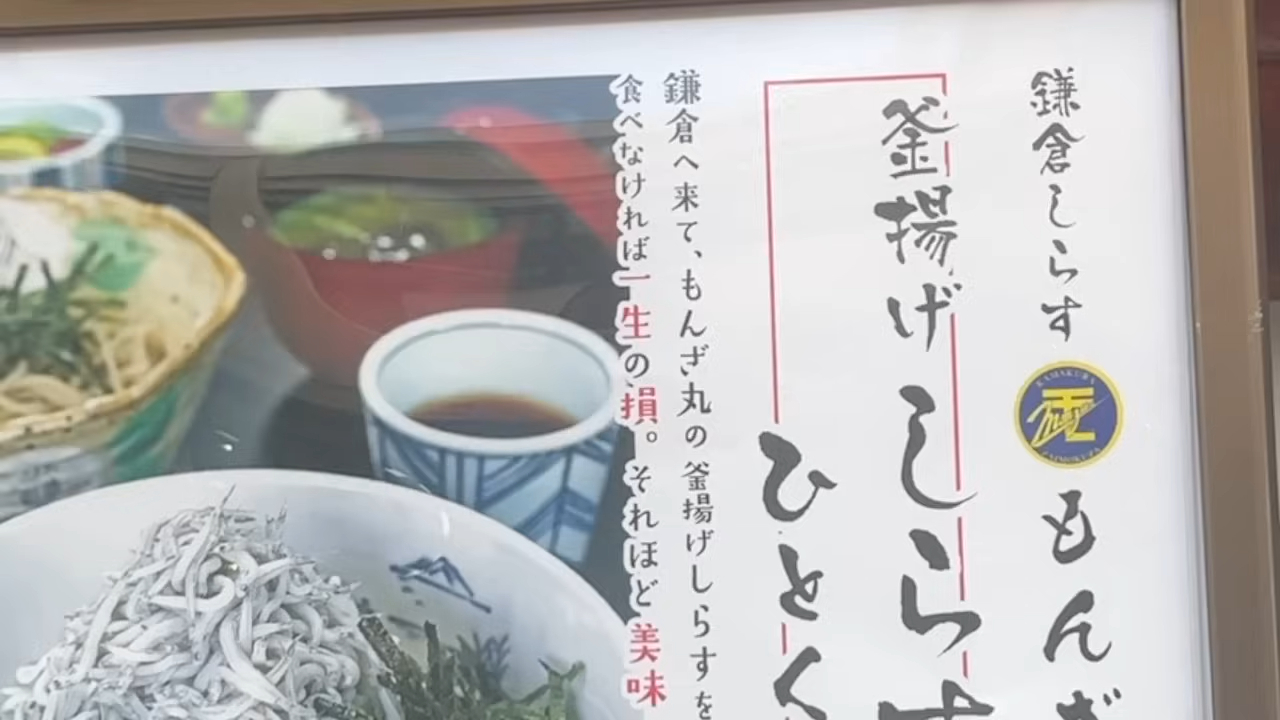 鎌倉しらす
KAMAKURA
もんざ
釜揚げしらす
ひとく
鎌倉へ来て、もんざ丸の釜揚げしらすを
食べなければ一生の損。それほど美味